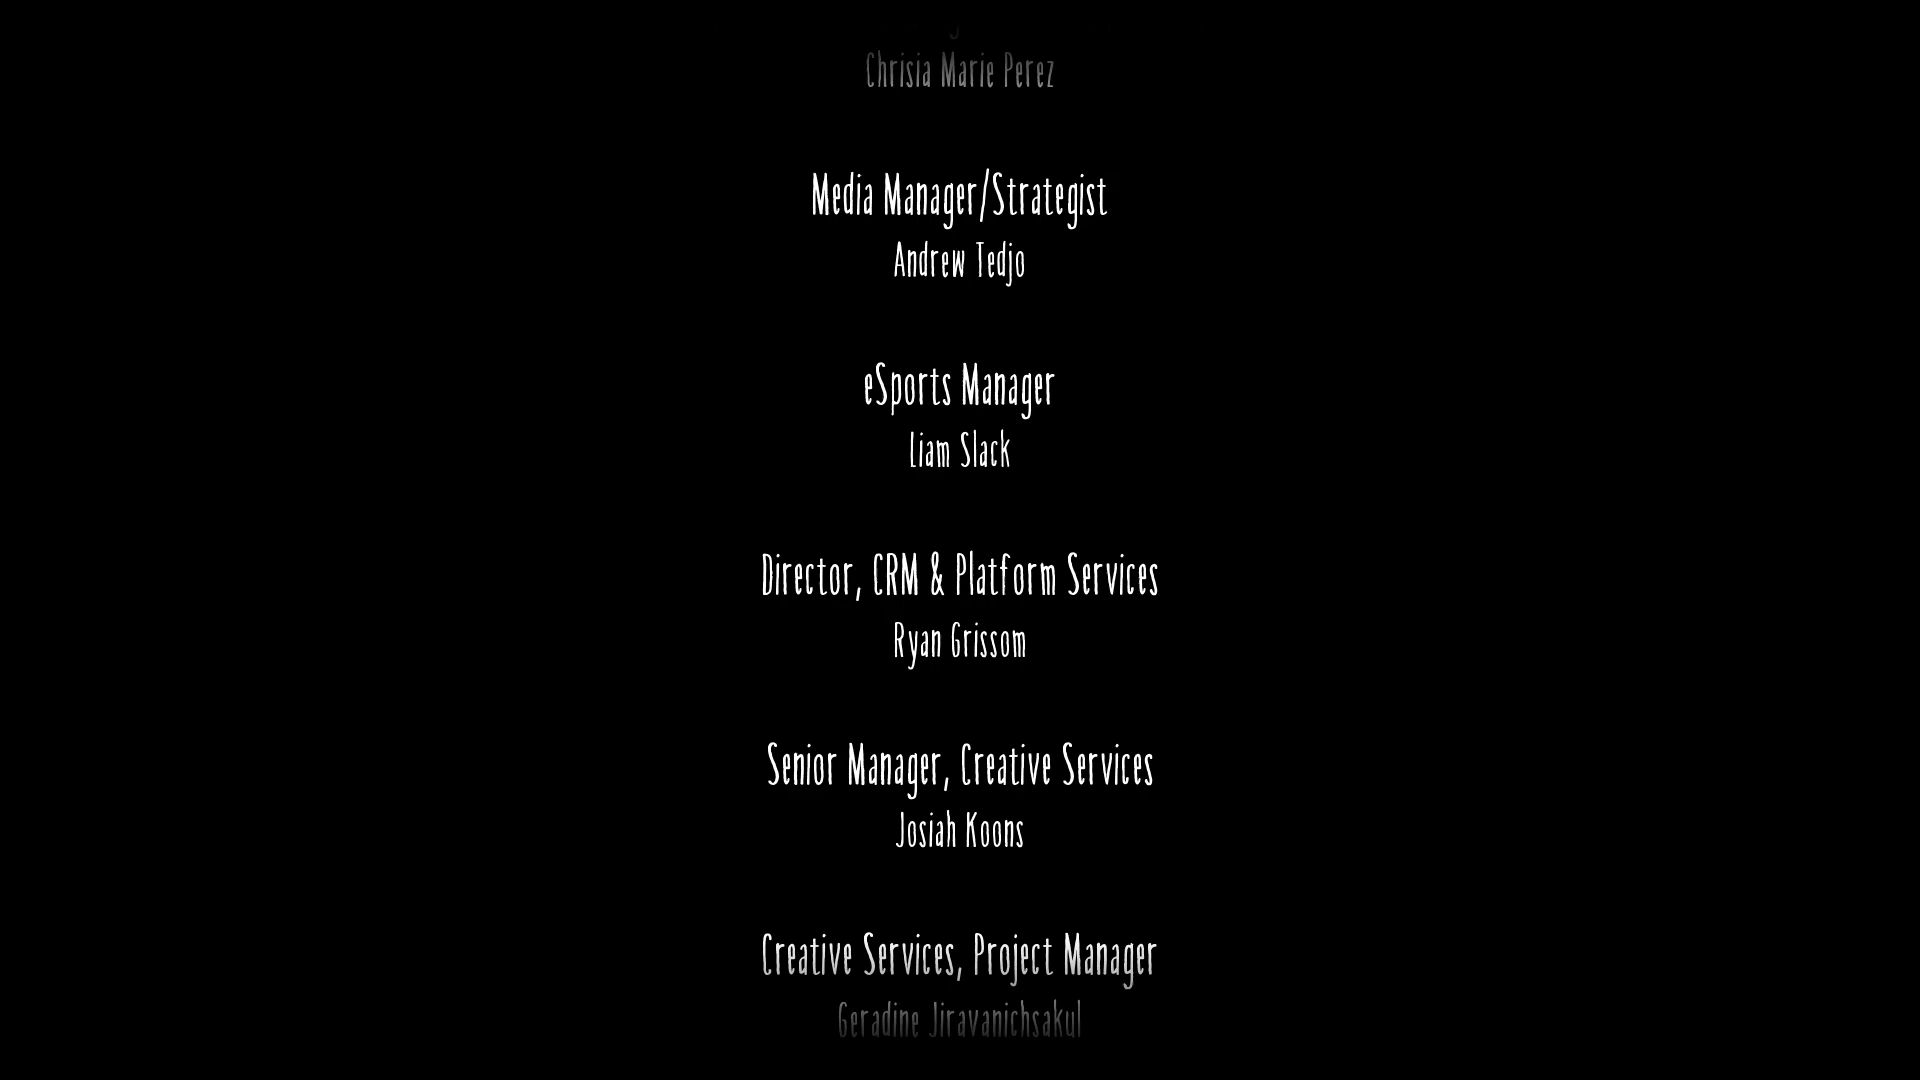 Chrisia Marie Perez
Media Manager/Strategist
Andrew Tedjo
eSports Manager
Liam Slack
Director, CRM & Platform Services
Ryan Grissom
Senior Manager, Creative Services
Josiah Koons
Creative Services, Project Manager
Geradine Jiravanichsakul